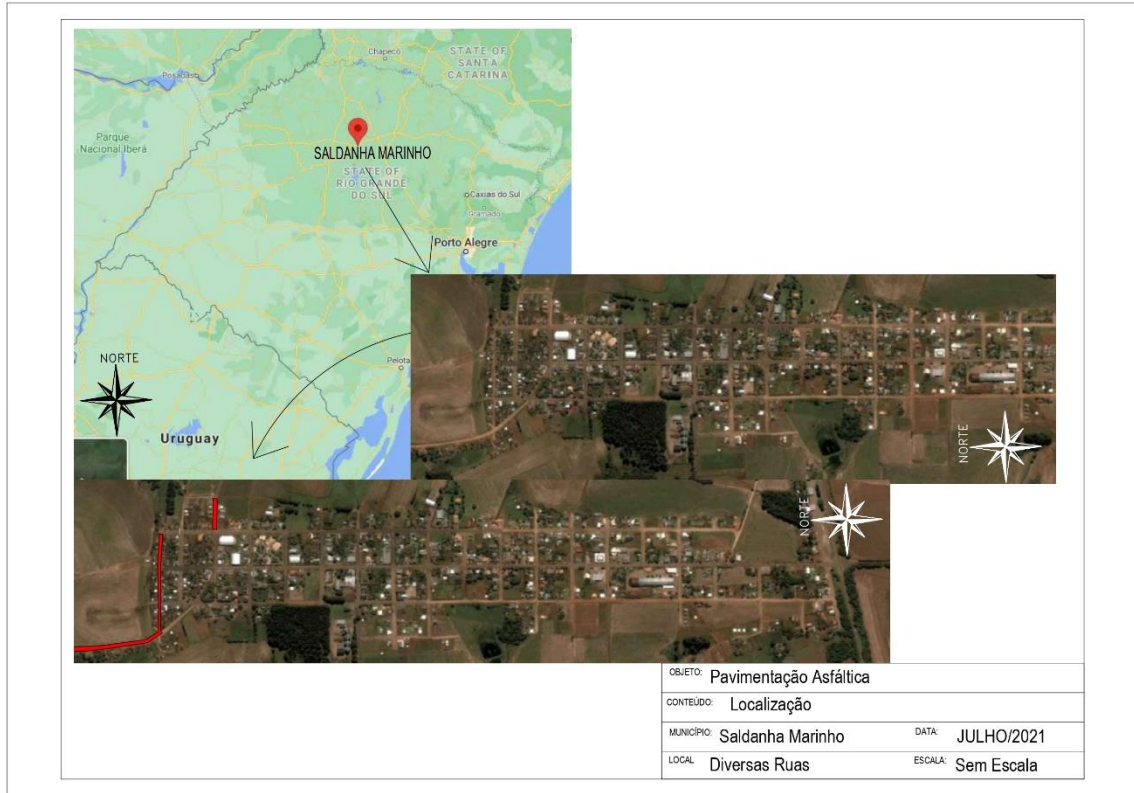 Chapecó
STATE OF
SANTA
CATARINA
Posadas
Parque
Nacional Iberá
SALDANHA MARINHO
STATE OF
RIO GRANDE
DO SUL
Caxias do Sul
Gramado
Porto Alegre
Pelota
NORTE
Uruguay
NORTE
NORTE
OBJETO: Pavimentação Asfáltica
CONTEÚDO: Localização
MUNICÍPIO: Saldanha Marinho DATA: JULHO/2021
LOCAL Diversas Ruas ESCALA: Sem Escala